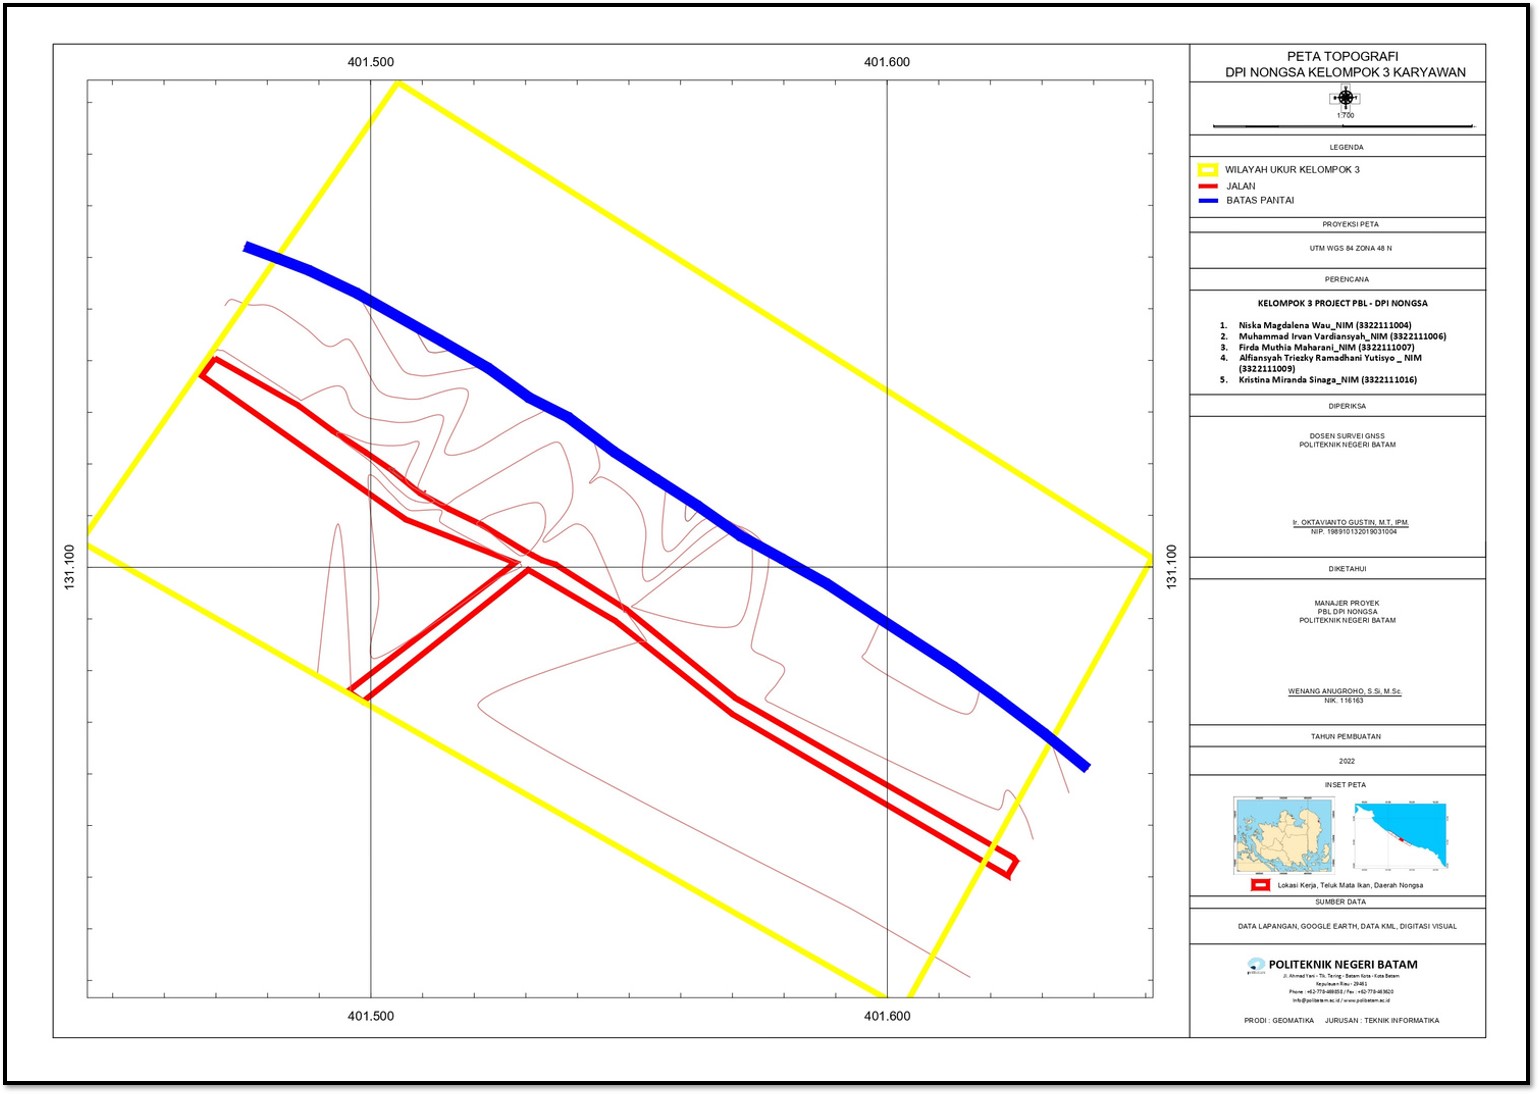 401.500
401.600
131.100
131.100
401.500
401.600
PETA TOPOGRAFI
DPI NONGSA KELOMPOK 3 KARYAWAN
1:700
LEGENDA
WILAYAH UKUR KELOMPOK 3
JALAN
BATAS PANTAI
PROYEKSI PETA
UTM WGS 84 ZONA 48 N
PERENCANA
KELOMPOK 3 PROJECT PBL - DPI NONGSA
1. Niska Magdalena Wau_NIM (3322111004)
2. Muhammad Irvan Vardiansyah_NIM (3322111006)
3. Firda Muthia Maharani_NIM (3322111007)
4. Alfiansyah Triezky Ramadhani Yutisyo _ NIM
(3322111009)
5. Kristina Miranda Sinaga_NIM (3322111016)
DIPERIKSA
DOSEN SURVEI GNSS
POLITEKNIK NEGERI BATAM
Ir. OKTAVIANTO GUSTIN, M.T, IPM.
NIP. 198910132019031004
DIKETAHUI
MANAJER PROYEK
PBL DPI NONGSA
POLITEKNIK NEGERI BATAM
WENANG ANUGROHO, S.Si, M.Sc.
NIK. 116163
TAHUN PEMBUATAN
2022
INSET PETA
Lokasi Kerja, Teluk Mata Ikan, Daerah Nongsa
SUMBER DATA
DATA LAPANGAN, GOOGLE EARTH, DATA KML, DIGITASI VISUAL
POLITEKNIK NEGERI BATAM
Jl. Ahmad Yani - Tlk. Tering - Batam Kota - Kota Batam
Kepulauan Riau - 29461
Phone : +62-778-469858 / Fax : +62-778-463620
info@polibatam.ac.id / www.polibatam.ac.id
PRODI : GEOMATIKA JURUSAN : TEKNIK INFORMATIKA